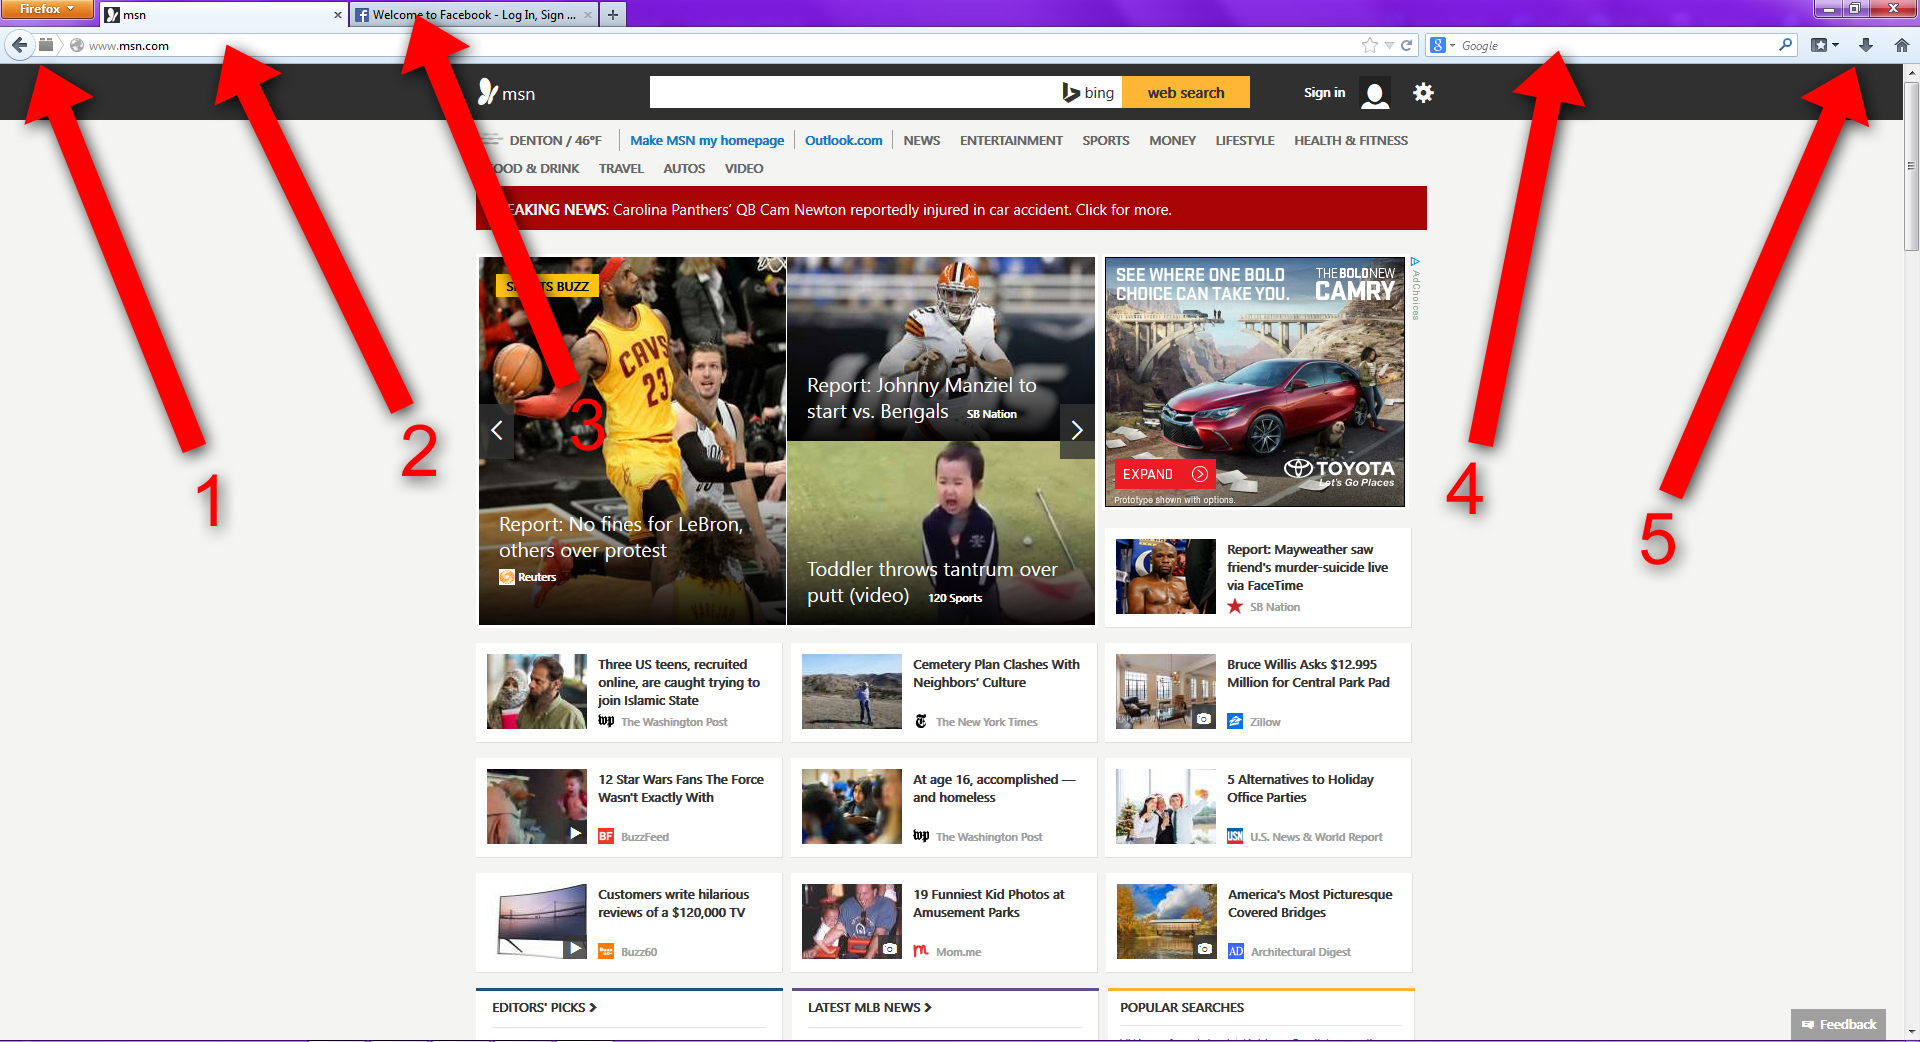 Firefox
msn
Welcome to Facebook - Log In, Sign ...
www.msn.com
Google
msn
bing
web search
Sign in
DENTON / 46°F
Make MSN my homepage
Outlook.com
NEWS
ENTERTAINMENT
SPORTS
MONEY
LIFESTYLE
HEALTH & FITNESS
OOD & DRINK
TRAVEL
AUTOS
VIDEO
EAKING NEWS: Carolina Panthers' QB Cam Newton reportedly injured in car accident. Click for more.
S TS BUZZ
CAVS
23
Report: No fines for LeBron,
others over protest
Reuters
Report: Johnny Manziel to
start vs. Bengals SB Nation
Toddler throws tantrum over
putt (video) 120 Sports
SEE WHERE ONE BOLD
CHOICE CAN TAKE YOU.
THE BOLD NEW
CAMRY
EXPAND
TOYOTA
Let's Go Places
Prototype shown with options.
AdChoices
1
2
3
4
5
Report: Mayweather saw
friend's murder-suicide live
via FaceTime
SB Nation
Three US teens, recruited
online, are caught trying to
join Islamic State
wp The Washington Post
Cemetery Plan Clashes With
Neighbors' Culture
The New York Times
Bruce Willis Asks $12.995
Million for Central Park Pad
Zillow
12 Star Wars Fans The Force
Wasn't Exactly With
BF BuzzFeed
At age 16, accomplished —
and homeless
wp The Washington Post
5 Alternatives to Holiday
Office Parties
USN U.S. News & World Report
Customers write hilarious
reviews of a $120,000 TV
Buzz60
19 Funniest Kid Photos at
Amusement Parks
Mom.me
America's Most Picturesque
Covered Bridges
AD Architectural Digest
EDITORS' PICKS
LATEST MLB NEWS
POPULAR SEARCHES
Feedback